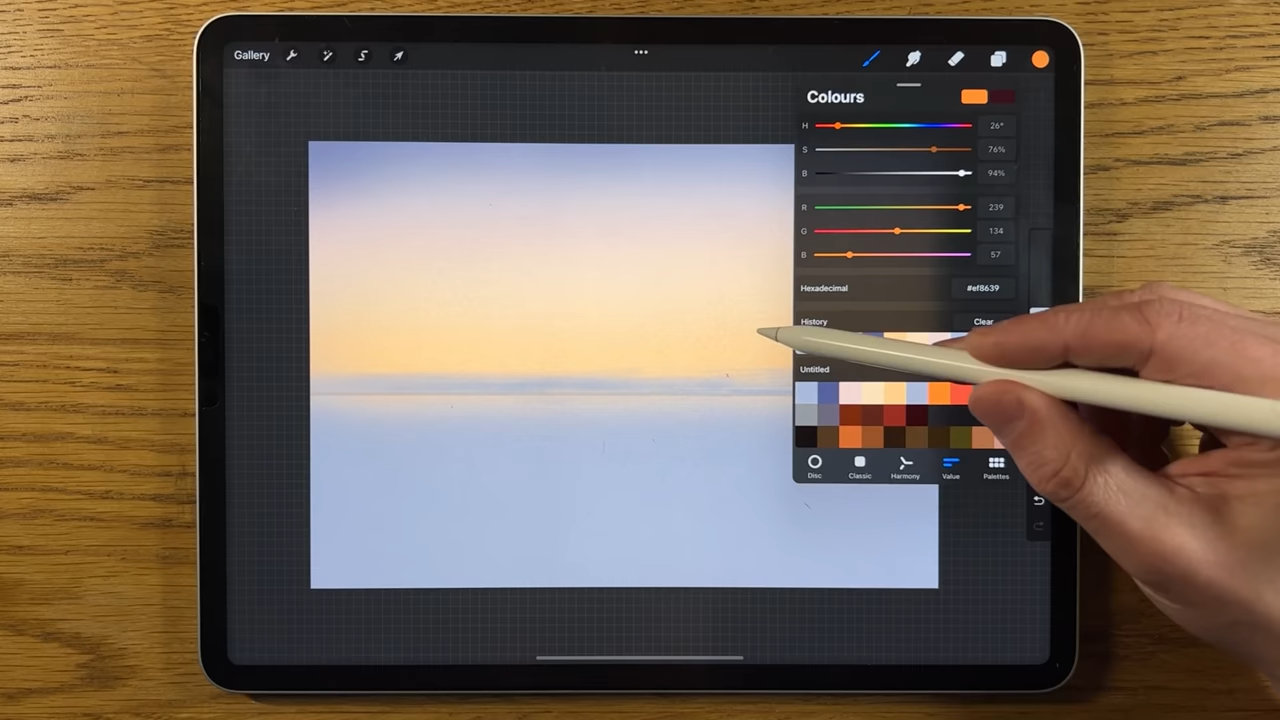 Gallery
Colours
H 26°
S 76%
B 94%
R 239
G 134
B 57
Hexadecimal #ef8639
History Clear
Untitled
Disc Classic Harmony Value Palettes